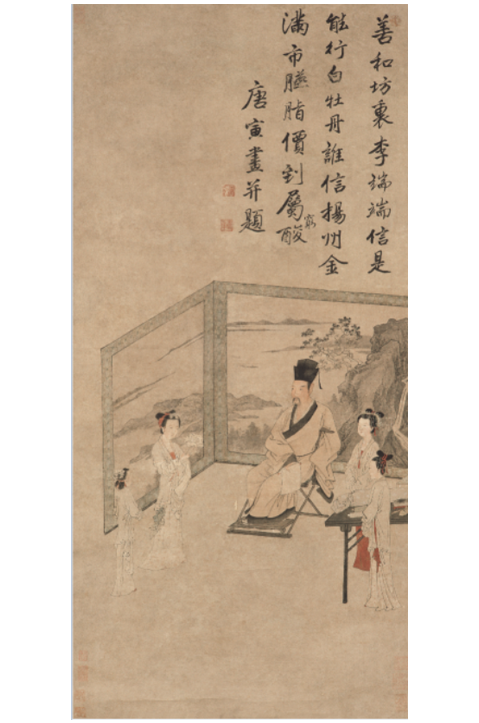 善和坊裏李端端信是
能行白牡丹誰信揚州金
滿市臙脂價到屬窮酸
唐寅畫并題